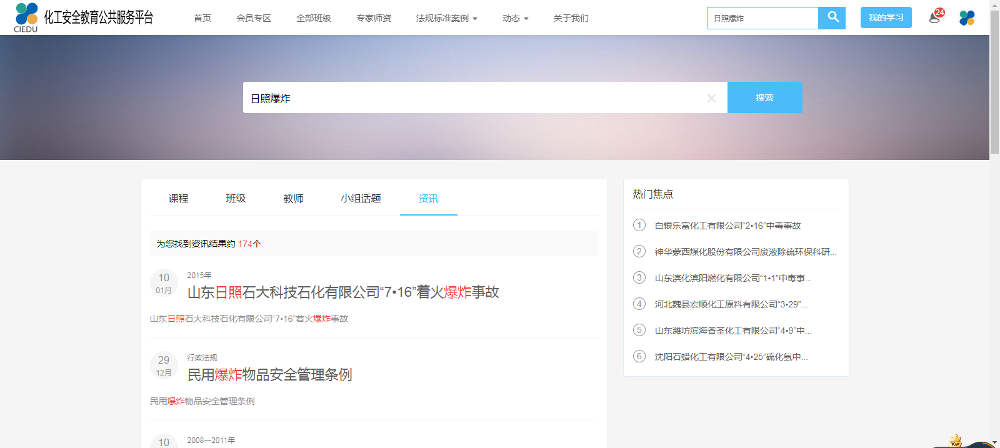 CIEDU
化工安全教育公共服务平台
首页 会员专区 全部班级 专家师资 法规标准案例 动态 关于我们
日照爆炸
我的学习
24
日照爆炸
搜索
课程 班级 教师 小组话题 资讯
为您找到资讯结果约 174个
10
01月
2015年
山东日照石大科技石化有限公司“7•16”着火爆炸事故
山东日照石大科技石化有限公司“7•16”着火爆炸事故
29
12月
行政法规
民用爆炸物品安全管理条例
民用爆炸物品安全管理条例
10
2008—2011年
热门焦点
1 白银乐富化工有限公司“2•16”中毒事故
2 神华蒙西煤化股份有限公司废液除硫环保科研...
3 山东滨化滨阳燃化有限公司“1•1”中毒事...
4 河北魏县宏顺化工原料有限公司“3•29”...
5 山东潍坊滨海香荃化工有限公司“4•9”中...
6 沈阳石蜡化工有限公司“4•25”硫化氢中...
VIP